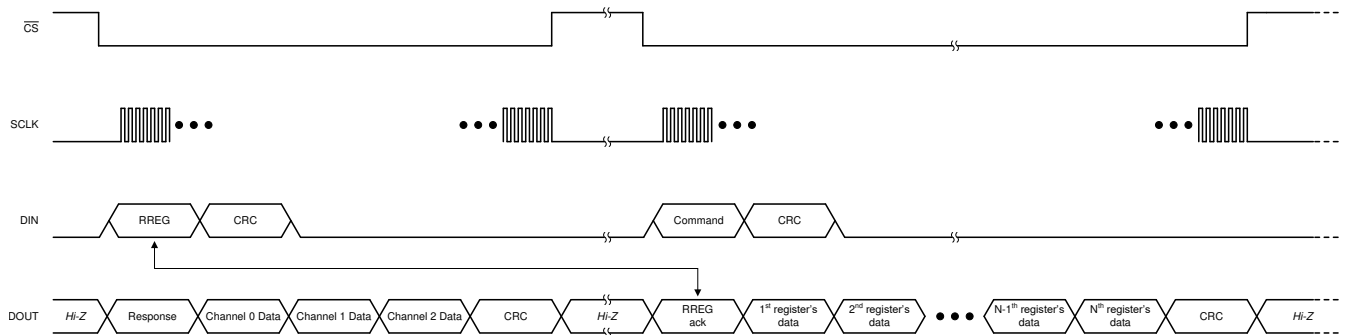 CS
SCLK
DIN
RREG
CRC
Command
CRC
DOUT
Hi-Z
Response
Channel 0 Data
Channel 1 Data
Channel 2 Data
CRC
Hi-Z
RREG
ack
1st register's
data
2nd register's
data
N-1th register's
data
Nth register's
data
CRC
Hi-Z